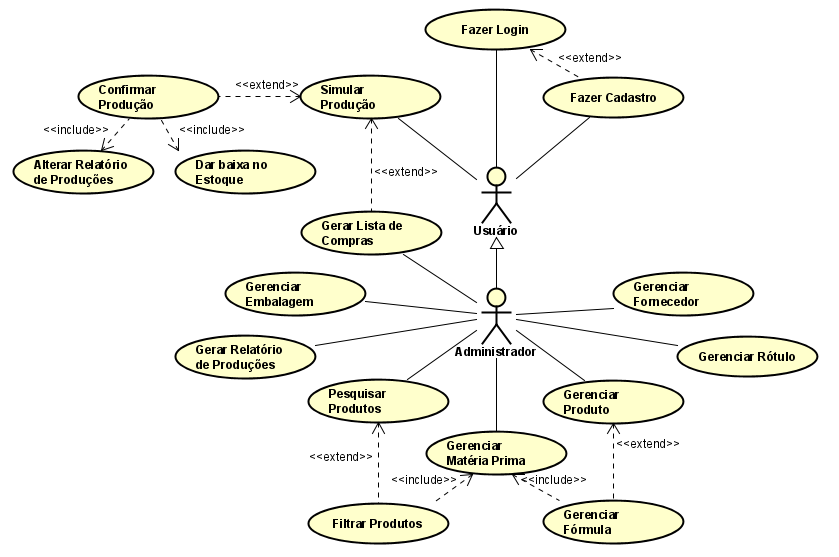 Fazer Login
<<extend>>
Confirmar
Produção
<<extend>>
Simular
Produção
Fazer Cadastro
<<include>>
<<include>>
Alterar Relatório
de Produções
Dar baixa no
Estoque
<<extend>>
Usuário
Gerar Lista de
Compras
Gerenciar
Embalagem
Gerenciar
Fornecedor
Gerar Relatório
de Produções
Administrador
Gerenciar Rótulo
Pesquisar
Produtos
Gerenciar
Produto
Gerenciar
Matéria Prima
<<extend>>
<<extend>>
<<include>>
<<include>>
Filtrar Produtos
Gerenciar
Fórmula